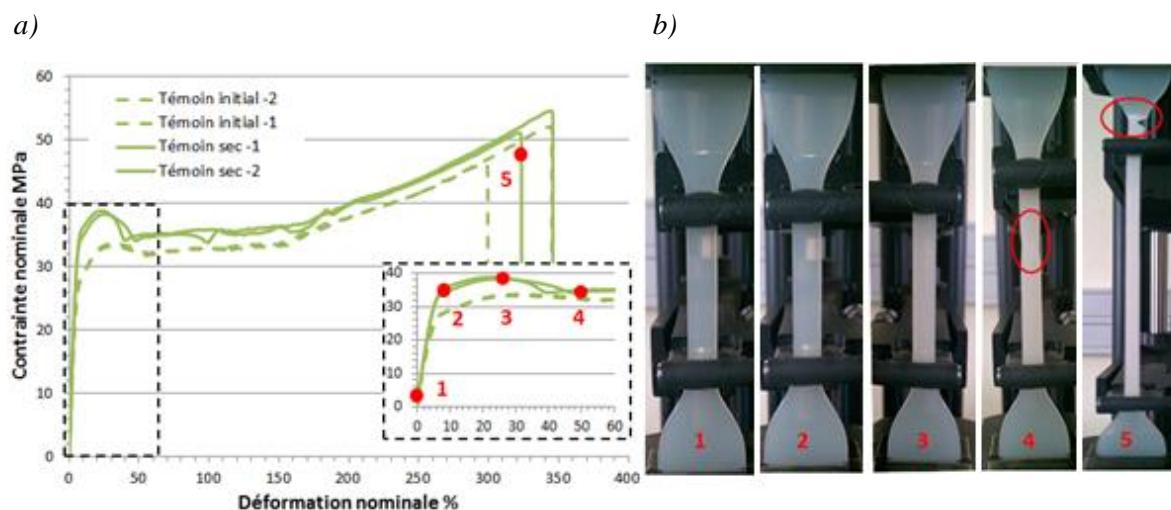 a)
b)
60
50
40
30
20
10
0
0 50 100 150 200 250 300 350 400
Contrainte nominale MPa
Déformation nominale %
Témoin initial -2
Témoin initial -1
Témoin sec -1
Témoin sec -2
5
40
30
20
10
0
0 10 20 30 40 50 60
1
2
3
4
1
2
3
4
5